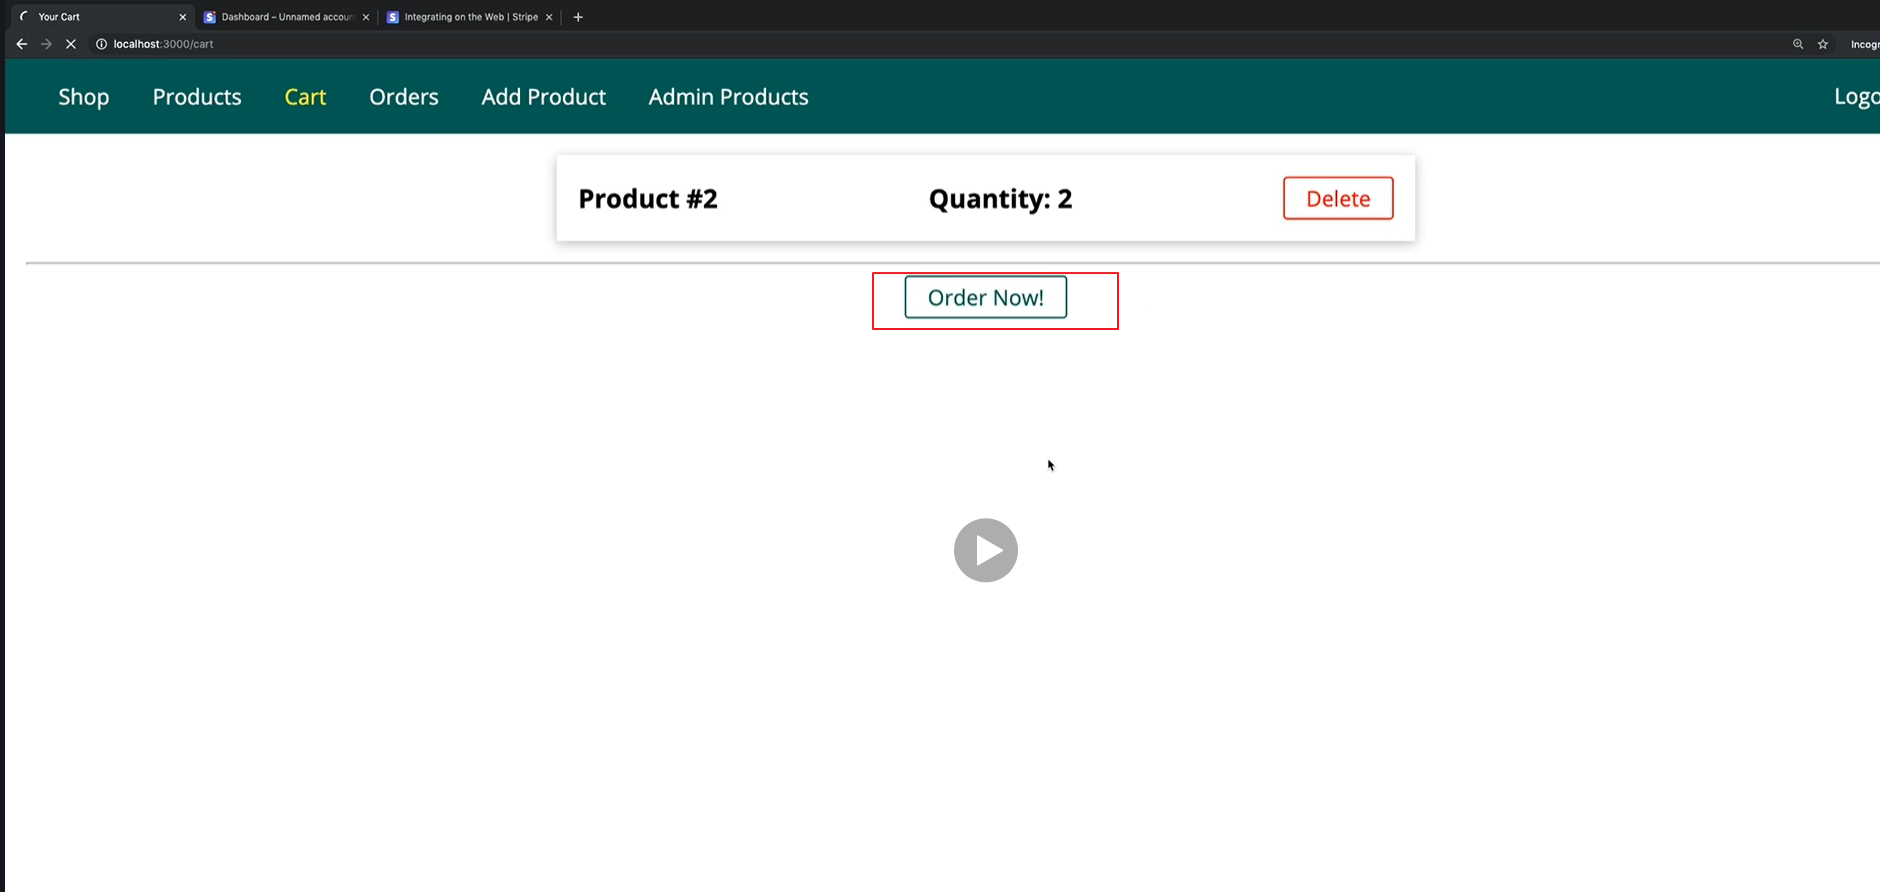 Your Cart
Dashboard – Unnamed accoun
Integrating on the Web | Stripe
localhost:3000/cart
Incogn
Shop Products Cart Orders Add Product Admin Products Logo
Product #2 Quantity: 2 Delete
Order Now!